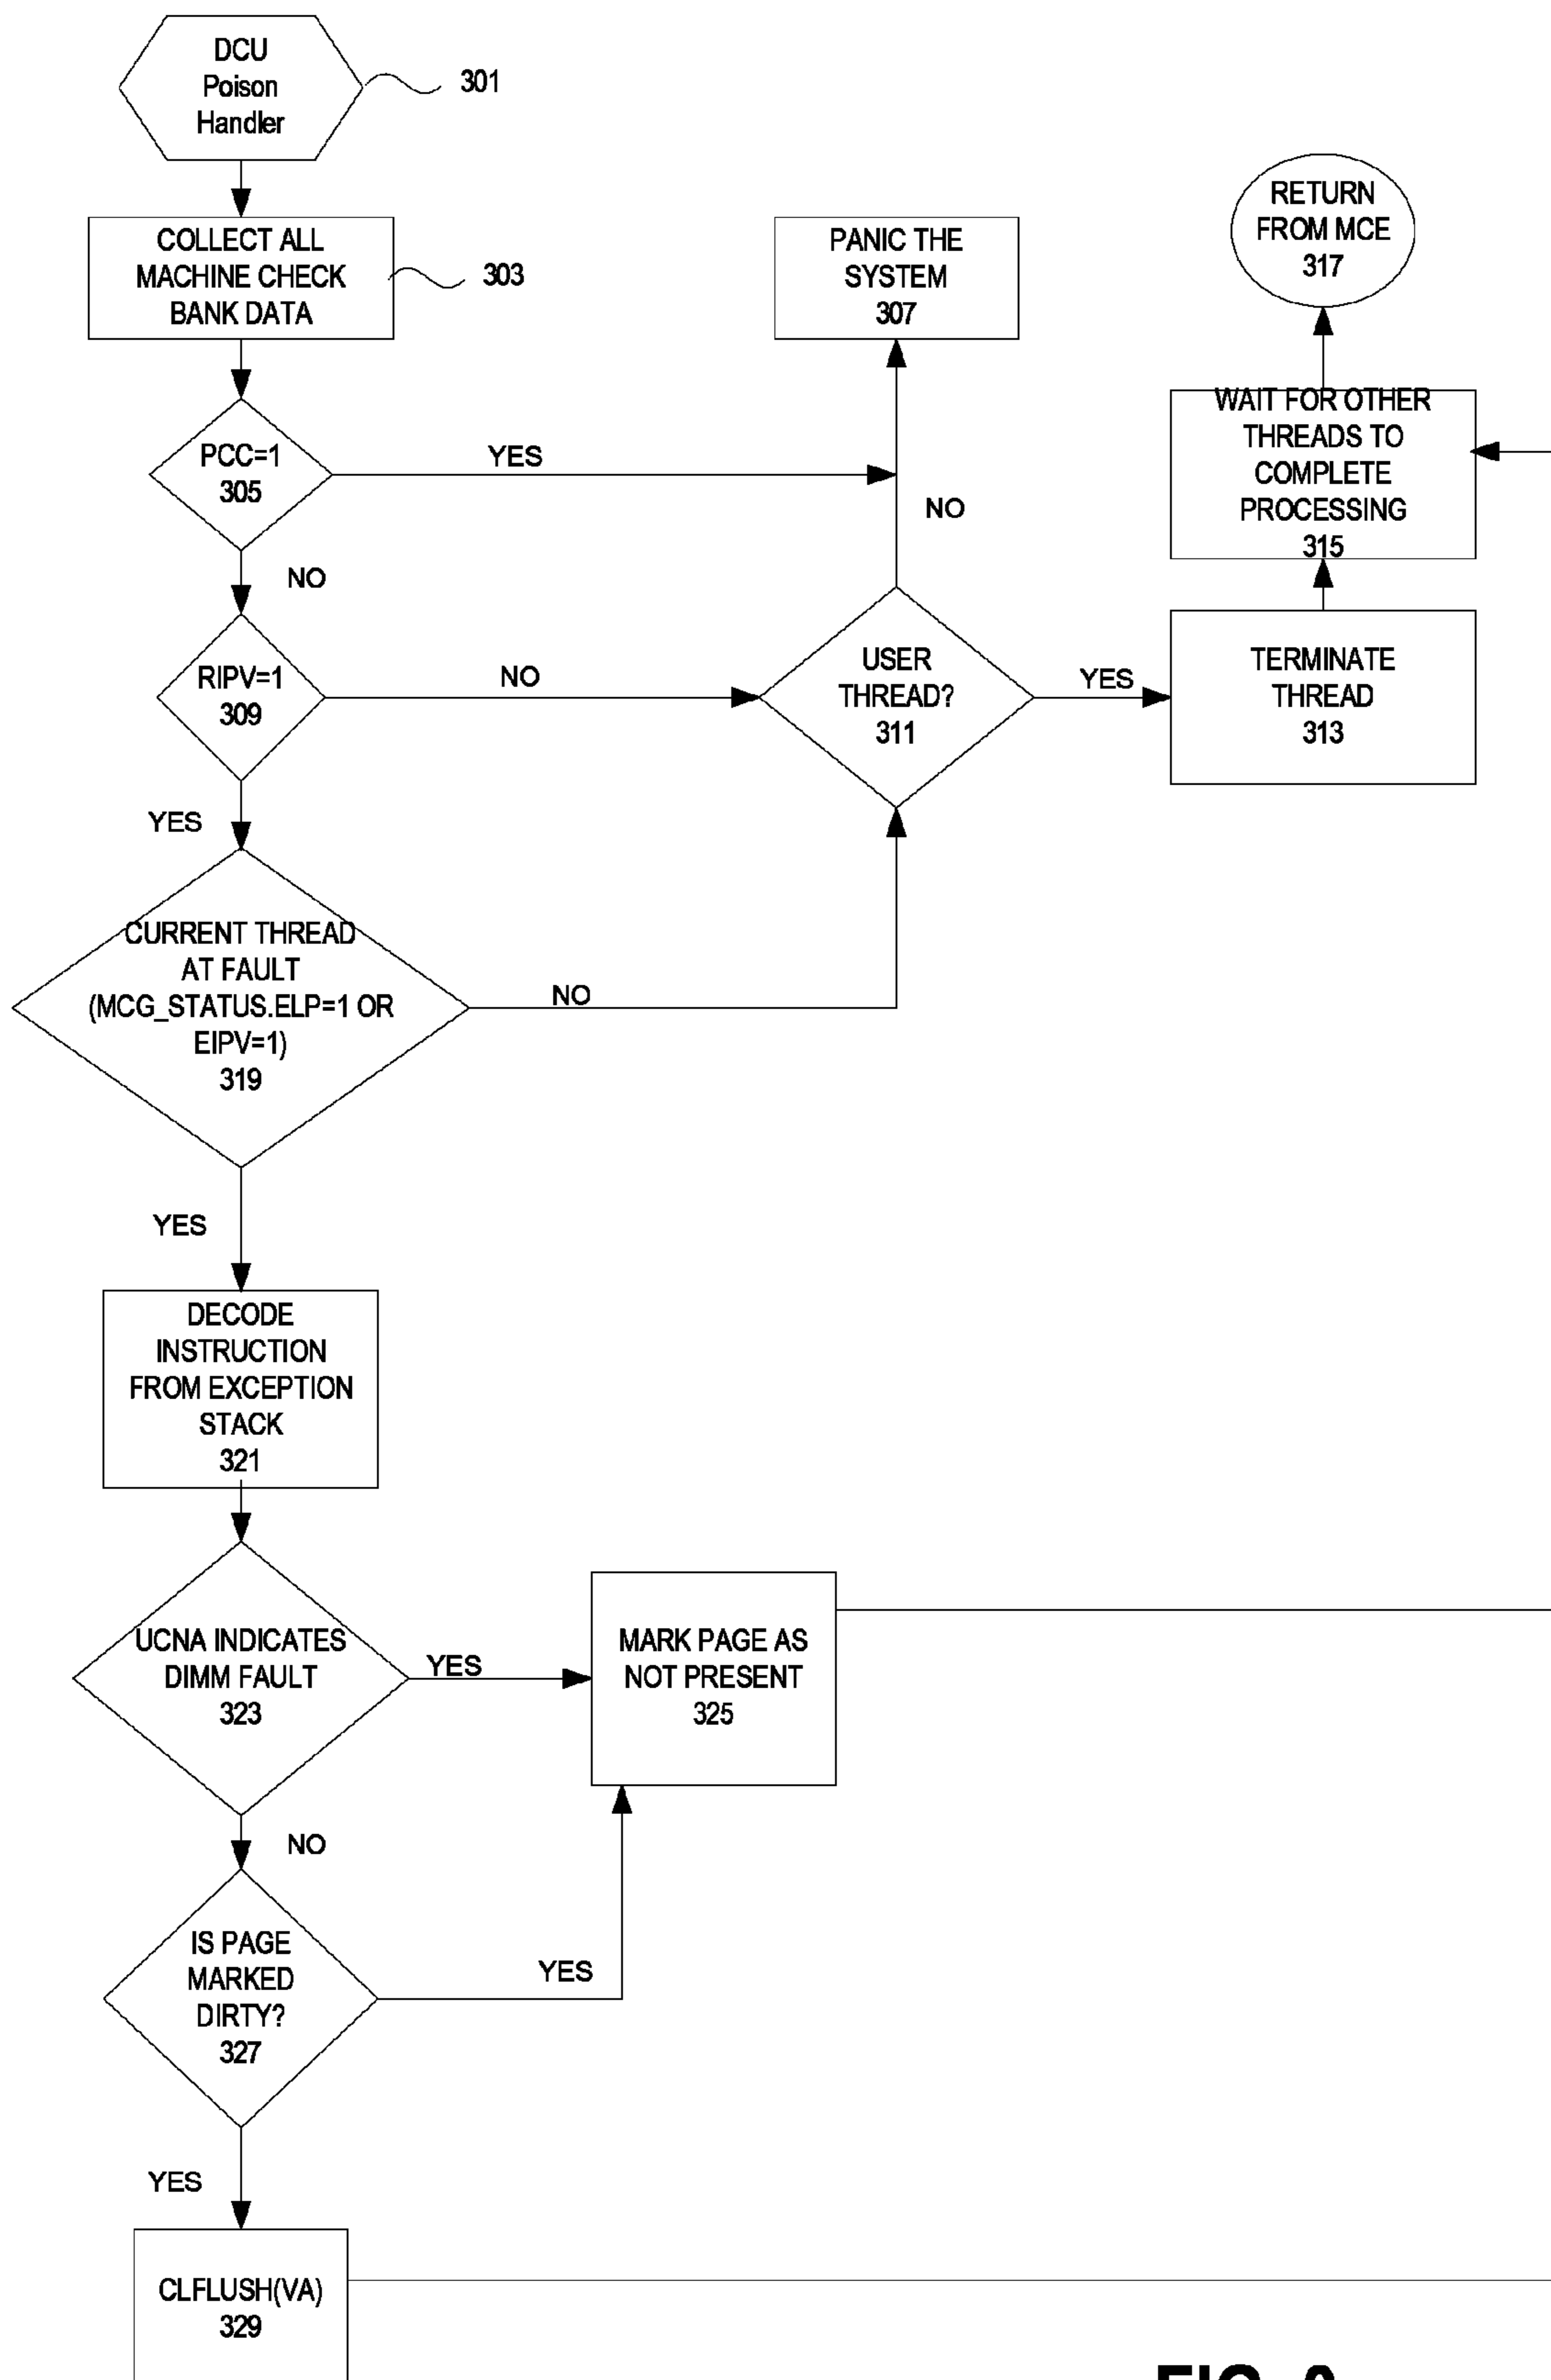 DCU
Poison
Handler
301
COLLECT ALL
MACHINE CHECK
BANK DATA
303
PANIC THE
SYSTEM
307
RETURN
FROM MCE
317
WAIT FOR OTHER
THREADS TO
COMPLETE
PROCESSING
315
PCC=1
305
YES
NO
NO
RIPV=1
309
NO
USER
THREAD?
311
YES
TERMINATE
THREAD
313
YES
CURRENT THREAD
AT FAULT
(MCG_STATUS.ELP=1 OR
EIPV=1)
319
NO
YES
DECODE
INSTRUCTION
FROM EXCEPTION
STACK
321
UCNA INDICATES
DIMM FAULT
323
YES
MARK PAGE AS
NOT PRESENT
325
NO
IS PAGE
MARKED
DIRTY?
327
YES
YES
CLFLUSH(VA)
329